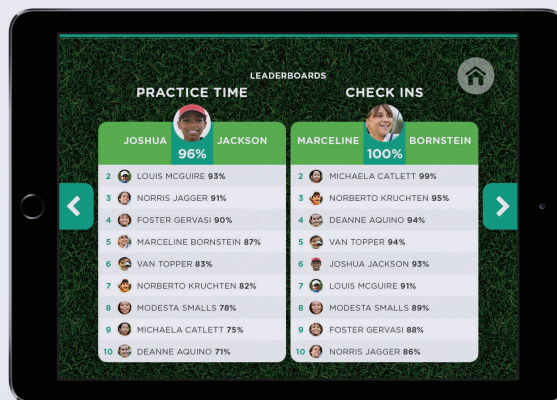 LEADERBOARDS
PRACTICE TIME
JOSHUA JACKSON
96%
2 LOUIS MCGUIRE 93%
3 NORRIS JAGGER 91%
4 FOSTER GERVASI 90%
5 MARCELINE BORNSTEIN 87%
6 VAN TOPPER 83%
7 NORBERTO KRUCHTEN 82%
8 MODESTA SMALLS 78%
9 MICHAELA CATLETT 75%
10 DEANNE AQUINO 71%
CHECK INS
MARCELINE BORNSTEIN
100%
2 MICHAELA CATLETT 99%
3 NORBERTO KRUCHTEN 95%
4 DEANNE AQUINO 94%
5 VAN TOPPER 94%
6 JOSHUA JACKSON 93%
7 LOUIS MCGUIRE 91%
8 MODESTA SMALLS 89%
9 FOSTER GERVASI 88%
10 NORRIS JAGGER 86%